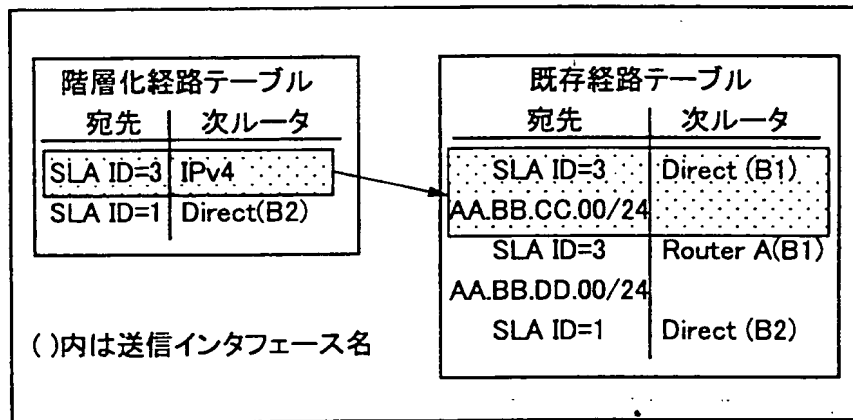 階層化経路テーブル
宛先 次ルータ
SLA ID=3 IPv4
SLA ID=1 Direct(B2)
( )内は送信インタフェース名
既存経路テーブル
宛先 次ルータ
SLA ID=3 Direct (B1)
AA.BB.CC.00/24
SLA ID=3 Router A(B1)
AA.BB.DD.00/24
SLA ID=1 Direct (B2)